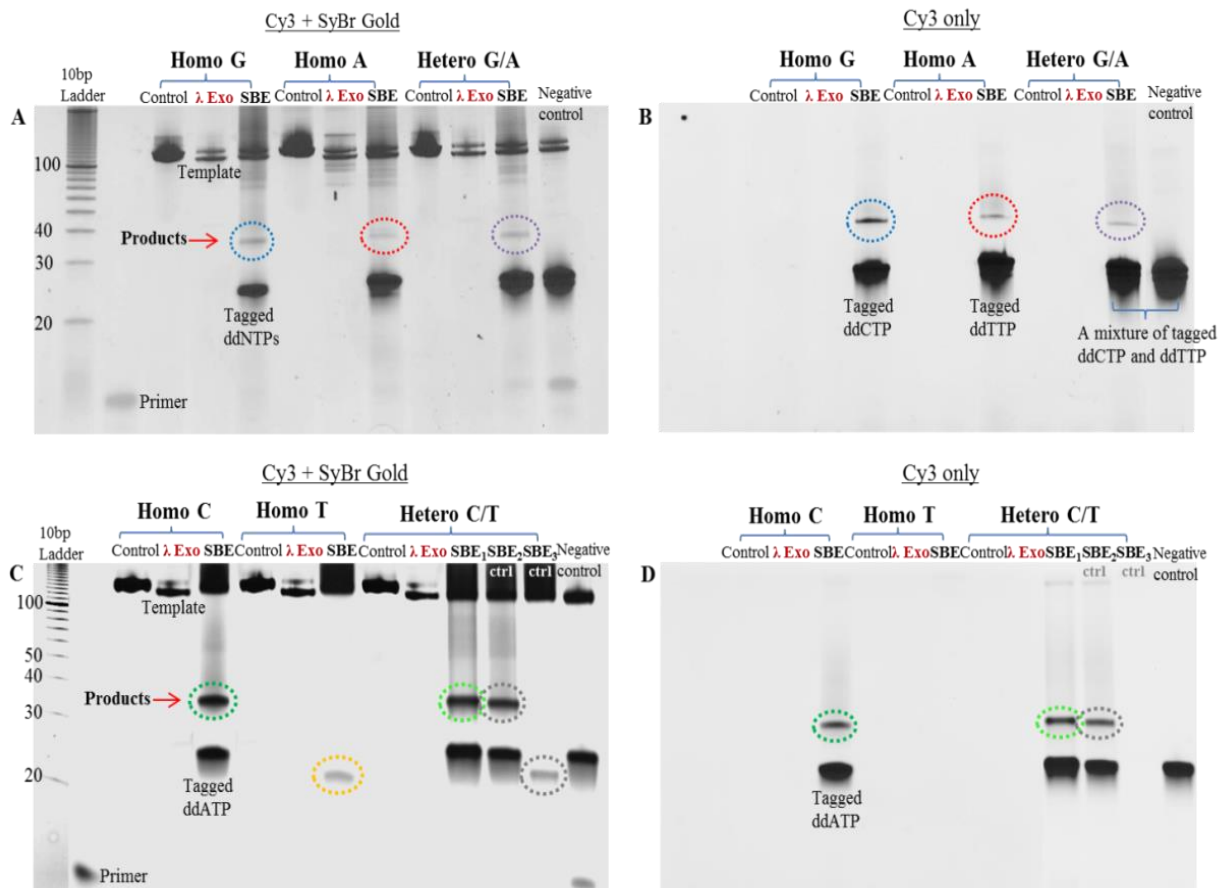 Cy3 + SyBr Gold
Homo G Homo A Hetero G/A
10bp
Ladder
Control λ Exo SBE Control λ Exo SBE Control λ Exo SBE Negative
control
A
100
40
30
20
Template
Products
Tagged
ddNTPs
Primer
Cy3 only
Homo G Homo A Hetero G/A
Control λ Exo SBE Control λ Exo SBE Control λ Exo SBE Negative
control
B
Tagged
ddCTP
Tagged
ddTTP
A mixture of tagged
ddCTP and ddTTP
Cy3 + SyBr Gold
Homo C Homo T Hetero C/T
10bp
Ladder
Control λ Exo SBE Control λ Exo SBE Control λ Exo SBE1 SBE2 SBE3 Negative
ctrl ctrl control
C
100
50
40
30
20
Template
Products
Tagged
ddATP
Primer
Cy3 only
Homo C Homo T Hetero C/T
Control λ Exo SBE Control λ Exo SBE Control λ Exo SBE1 SBE2 SBE3 Negative
ctrl ctrl control
D
Tagged
ddATP